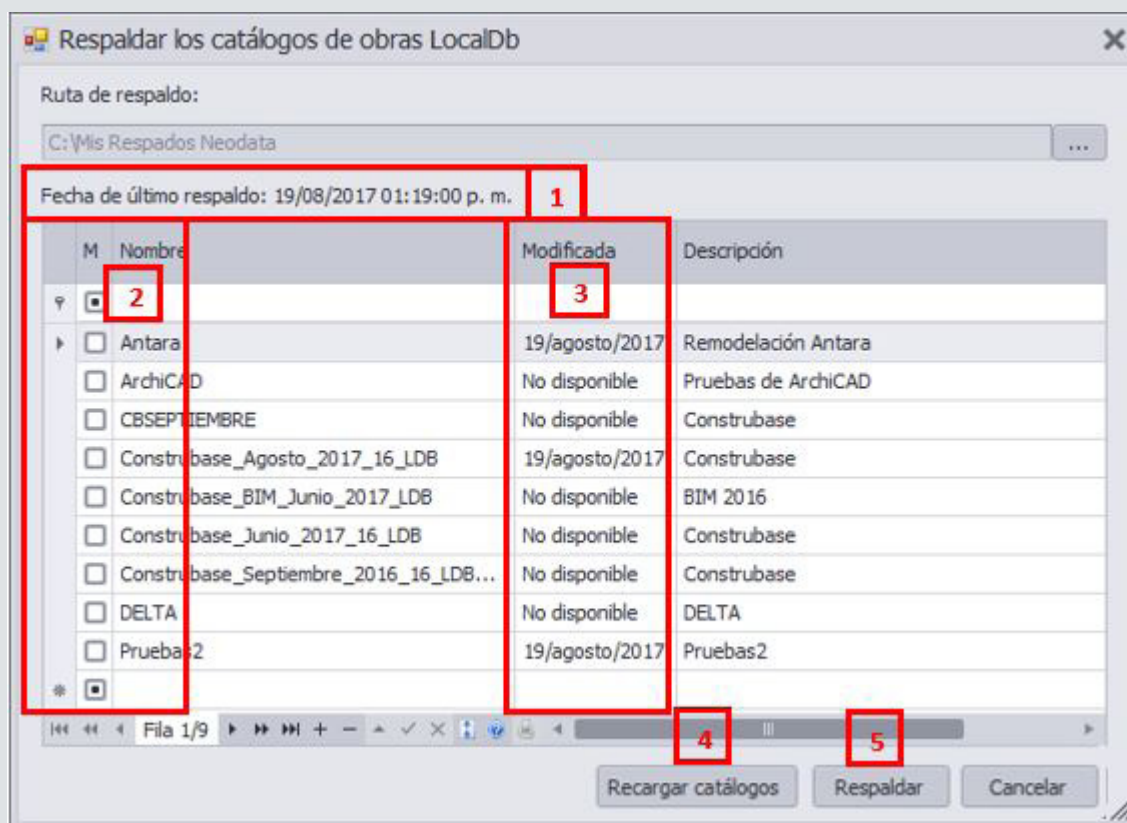 Respaldar los catálogos de obras LocalDb
Ruta de respaldo:
C:\Mis Respados Neodata
...
Fecha de último respaldo: 19/08/2017 01:19:00 p. m.
1
M Nombre Modificada Descripción
2 3
Antara 19/agosto/2017 Remodelación Antara
ArchiCAD No disponible Pruebas de ArchiCAD
CBSEPTIEMBRE No disponible Construbase
Construbase_Agosto_2017_16_LDB 19/agosto/2017 Construbase
Construbase_BIM_Junio_2017_LDB No disponible BIM 2016
Construbase_Junio_2017_16_LDB No disponible Construbase
Construbase_Septiembre_2016_16_LDB... No disponible Construbase
DELTA No disponible DELTA
Pruebas2 19/agosto/2017 Pruebas2
Fila 1/9
4 5
Recargar catálogos Respaldar Cancelar